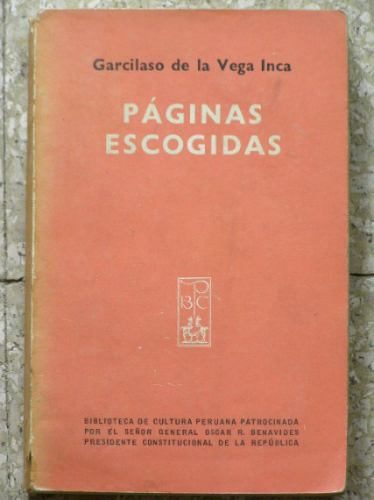 Garcilaso de la Vega Inca
PÁGINAS
ESCOGIDAS
BIBLIOTECA DE CULTURA PERUANA PATROCINADA
POR EL SEÑOR GENERAL OSCAR R. BENAVIDES
PRESIDENTE CONSTITUCIONAL DE LA REPÚBLICA